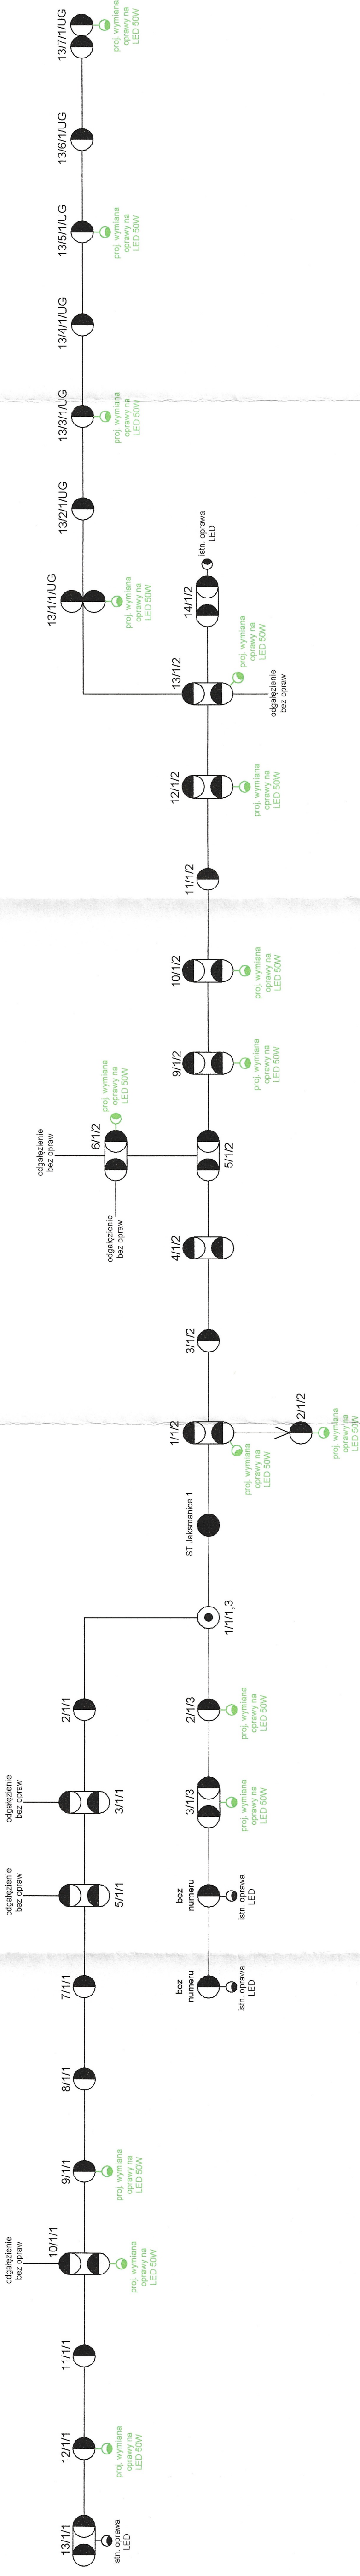 13/7/1/UG
proj. wymiana
oprawy na
LED 50W
13/6/1/UG
13/5/1/UG
proj. wymiana
oprawy na
LED 50W
13/4/1/UG
13/3/1/UG
proj. wymiana
oprawy na
LED 50W
13/2/1/UG
13/1/1/UG
proj. wymiana
oprawy na
LED 50W
istn. oprawa
LED
14/1/2
13/1/2
proj. wymiana
oprawy na
LED 50W
odgałęzienie
bez opraw
12/1/2
proj. wymiana
oprawy na
LED 50W
11/1/2
10/1/2
proj. wymiana
oprawy na
LED 50W
9/1/2
proj. wymiana
oprawy na
LED 50W
odgałęzienie
bez opraw
6/1/2
proj. wymiana
oprawy na
LED 50W
odgałęzienie
bez opraw
5/1/2
4/1/2
3/1/2
1/1/2
proj. wymiana
oprawy na
LED 50W
2/1/2
proj. wymiana
oprawy na
LED 50W
ST Jaksmanice 1
1/1/1,3
2/1/1
2/1/3
proj. wymiana
oprawy na
LED 50W
odgałęzienie
bez opraw
3/1/1
3/1/3
proj. wymiana
oprawy na
LED 50W
odgałęzienie
bez opraw
5/1/1
bez
numeru
istn. oprawa
LED
7/1/1
bez
numeru
istn. oprawa
LED
8/1/1
9/1/1
proj. wymiana
oprawy na
LED 50W
odgałęzienie
bez opraw
10/1/1
proj. wymiana
oprawy na
LED 50W
11/1/1
12/1/1
proj. wymiana
oprawy na
LED 50W
13/1/1
istn. oprawa
LED